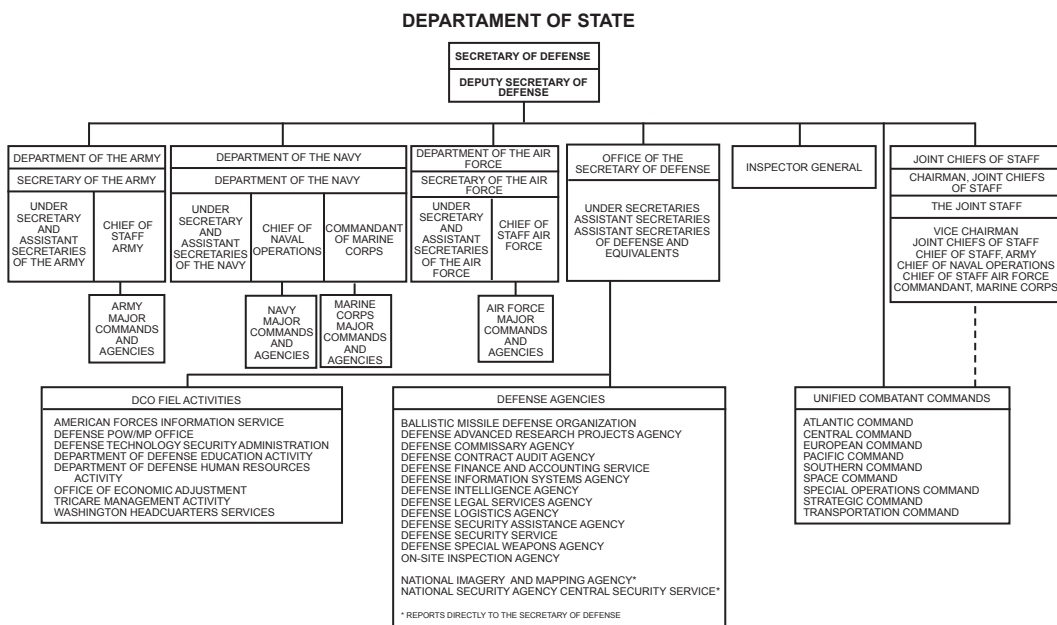 DEPARTAMENT OF STATE
SECRETARY OF DEFENSE
DEPUTY SECRETARY OF
DEFENSE
DEPARTMENT OF THE ARMY
SECRETARY OF THE ARMY
UNDER
SECRETARY
AND
ASSISTANT
SECRETARIES
OF THE ARMY
CHIEF OF
STAFF
ARMY
ARMY
MAJOR
COMMANDS
AND
AGENCIES
DEPARTMENT OF THE NAVY
DEPARTMENT OF THE NAVY
UNDER
SECRETARY
AND
ASSISTANT
SECRETARIES
OF THE NAVY
CHIEF OF
NAVAL
OPERATIONS
COMMANDANT
OF MARINE
CORPS
NAVY
MAJOR
COMMANDS
AND
AGENCIES
MARINE
CORPS
MAJOR
COMMANDS
AND
AGENCIES
DEPARTMENT OF THE AIR
FORCE
SECRETARY OF THE AIR
FORCE
UNDER
SECRETARY
AND
ASSISTANT
SECRETARIES
OF THE AIR
FORCE
CHIEF OF
STAFF AIR
FORCE
AIR FORCE
MAJOR
COMMANDS
AND
AGENCIES
OFFICE OF THE
SECRETARY OF DEFENSE
UNDER SECRETARIES
ASSISTANT SECRETARIES
ASSISTANT SECRETARIES
OF DEFENSE AND
EQUIVALENTS
INSPECTOR GENERAL
JOINT CHIEFS OF STAFF
CHAIRMAN, JOINT CHIEFS
OF STAFF
THE JOINT STAFF
VICE CHAIRMAN
JOINT CHIEFS OF STAFF
CHIEF OF STAFF, ARMY
CHIEF OF NAVAL OPERATIONS
CHIEF OF STAFF AIR FORCE
COMMANDANT, MARINE CORPS
DCO FIEL ACTIVITIES
AMERICAN FORCES INFORMATION SERVICE
DEFENSE POW/MP OFFICE
DEFENSE TECHNOLOGY SECURITY ADMINISTRATION
DEPARTMENT OF DEFENSE EDUCATION ACTIVITY
DEPARTMENT OF DEFENSE HUMAN RESOURCES
ACTIVITY
OFFICE OF ECONOMIC ADJUSTMENT
TRICARE MANAGEMENT ACTIVITY
WASHINGTON HEADCUARTERS SERVICES
DEFENSE AGENCIES
BALLISTIC MISSILE DEFENSE ORGANIZATION
DEFENSE ADVANCED RESEARCH PROJECTS AGENCY
DEFENSE COMMISSARY AGENCY
DEFENSE CONTRACT AUDIT AGENCY
DEFENSE FINANCE AND ACCOUNTING SERVICE
DEFENSE INFORMATION SYSTEMS AGENCY
DEFENSE INTELLIGENCE AGENCY
DEFENSE LEGAL SERVICES AGENCY
DEFENSE LOGISTICS AGENCY
DEFENSE SECURITY ASSISTANCE AGENCY
DEFENSE SECURITY SERVICE
DEFENSE SPECIAL WEAPONS AGENCY
ON-SITE INSPECTION AGENCY
NATIONAL IMAGERY AND MAPPING AGENCY*
NATIONAL SECURITY AGENCY CENTRAL SECURITY SERVICE*
* REPORTS DIRECTLY TO THE SECRETARY OF DEFENSE
UNIFIED COMBATANT COMMANDS
ATLANTIC COMMAND
CENTRAL COMMAND
EUROPEAN COMMAND
PACIFIC COMMAND
SOUTHERN COMMAND
SPACE COMMAND
SPECIAL OPERATIONS COMMAND
STRATEGIC COMMAND
TRANSPORTATION COMMAND